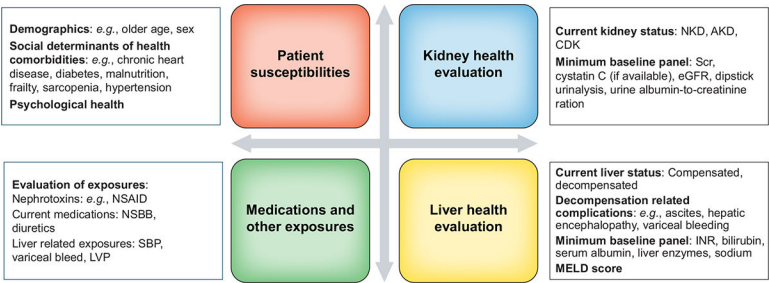 Demographics: e.g., older age, sex
Social determinants of health
comorbidities: e.g., chronic heart
disease, diabetes, malnutrition,
frailty, sarcopenia, hypertension
Psychological health
Patient
susceptibilities
Kidney health
evaluation
Current kidney status: NKD, AKD,
CDK
Minimum baseline panel: Scr,
cystatin C (if available), eGFR, dipstick
urinalysis, urine albumin-to-creatinine
ration
Evaluation of exposures:
Nephrotoxins: e.g., NSAID
Current medications: NSBB,
diuretics
Liver related exposures: SBP,
variceal bleed, LVP
Medications and
other exposures
Liver health
evaluation
Current liver status: Compensated,
decompensated
Decompensation related
complications: e.g., ascites, hepatic
encephalopathy, variceal bleeding
Minimum baseline panel: INR, bilirubin,
serum albumin, liver enzymes, sodium
MELD score